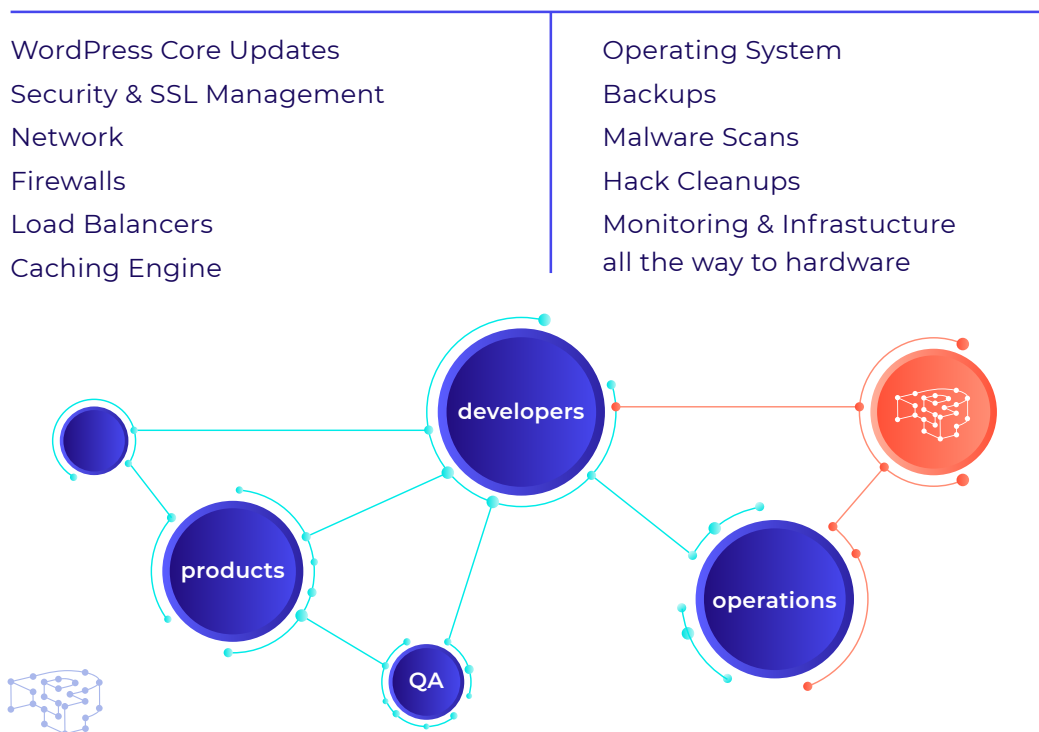 WordPress Core Updates
Security & SSL Management
Network
Firewalls
Load Balancers
Caching Engine
Operating System
Backups
Malware Scans
Hack Cleanups
Monitoring & Infrastucture
all the way to hardware
developers
products
operations
QA